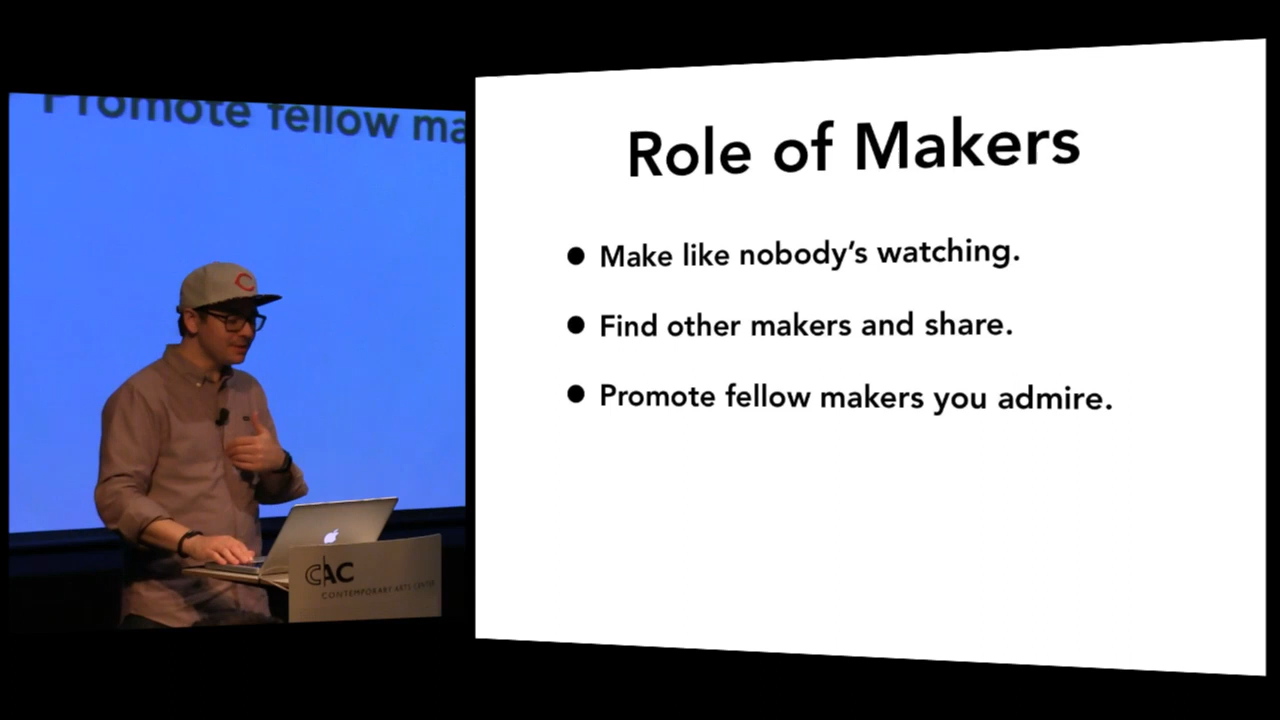 Promote fellow ma
CAC
CONTEMPORARY ARTS CENTER
Role of Makers
• Make like nobody’s watching.
• Find other makers and share.
• Promote fellow makers you admire.